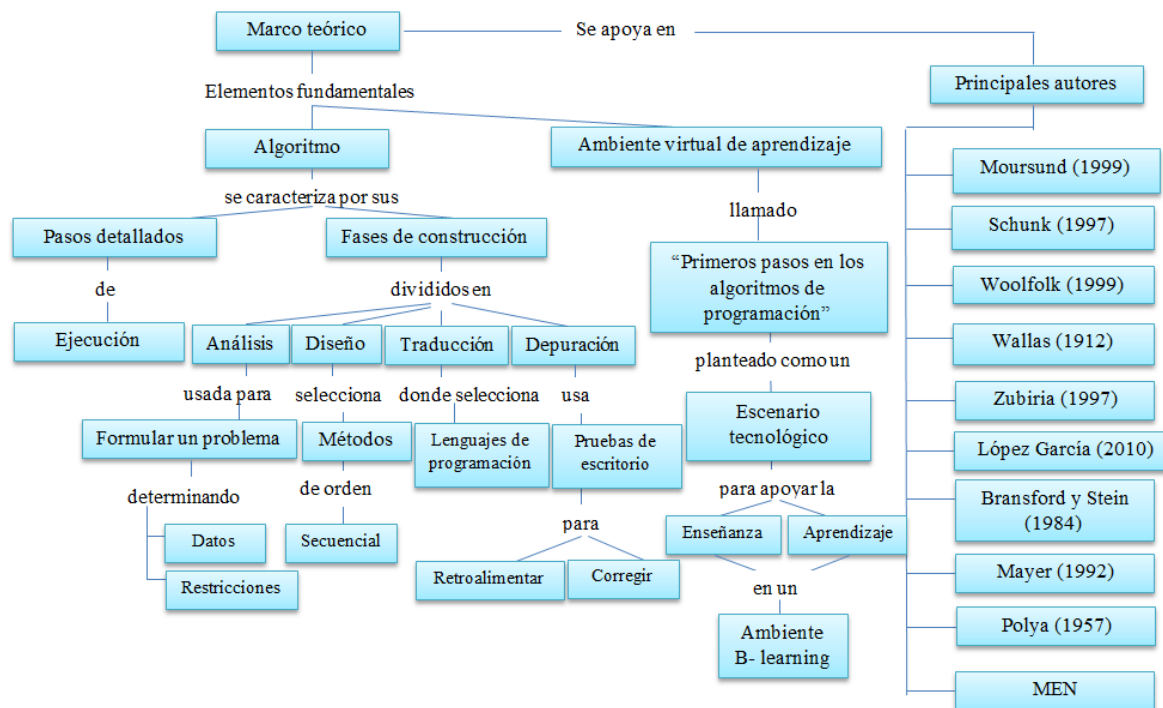 Marco teórico
Se apoya en
Principales autores
Elementos fundamentales
Algoritmo
Ambiente virtual de aprendizaje
se caracteriza por sus
llamado
Pasos detallados
Fases de construcción
“Primeros pasos en los
algoritmos de
programación”
de
divididos en
Ejecución
Análisis
Diseño
Traducción
Depuración
planteado como un
usada para
selecciona
donde selecciona
usa
Escenario
tecnológico
Formular un problema
Métodos
Lenguajes de
programación
Pruebas de
escritorio
determinando
de orden
para apoyar la
Datos
Secuencial
para
Enseñanza
Aprendizaje
Restricciones
Retroalimentar
Corregir
en un
Ambiente
B- learning
Moursund (1999)
Schunk (1997)
Woolfolk (1999)
Wallas (1912)
Zubiria (1997)
López García (2010)
Bransford y Stein
(1984)
Mayer (1992)
Polya (1957)
MEN